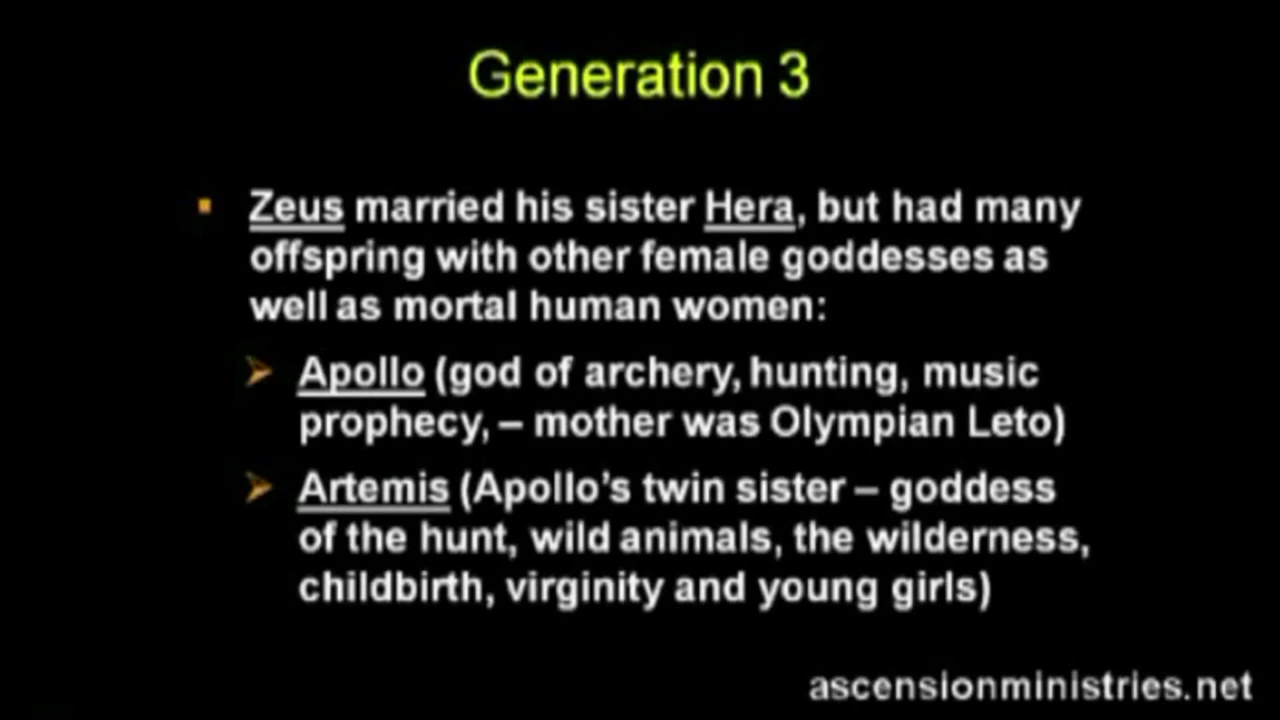 Generation 3
Zeus married his sister Hera, but had many
offspring with other female goddesses as
well as mortal human women:
Apollo (god of archery, hunting, music
prophecy, – mother was Olympian Leto)
Artemis (Apollo’s twin sister – goddess
of the hunt, wild animals, the wilderness,
childbirth, virginity and young girls)
ascensionministries.net